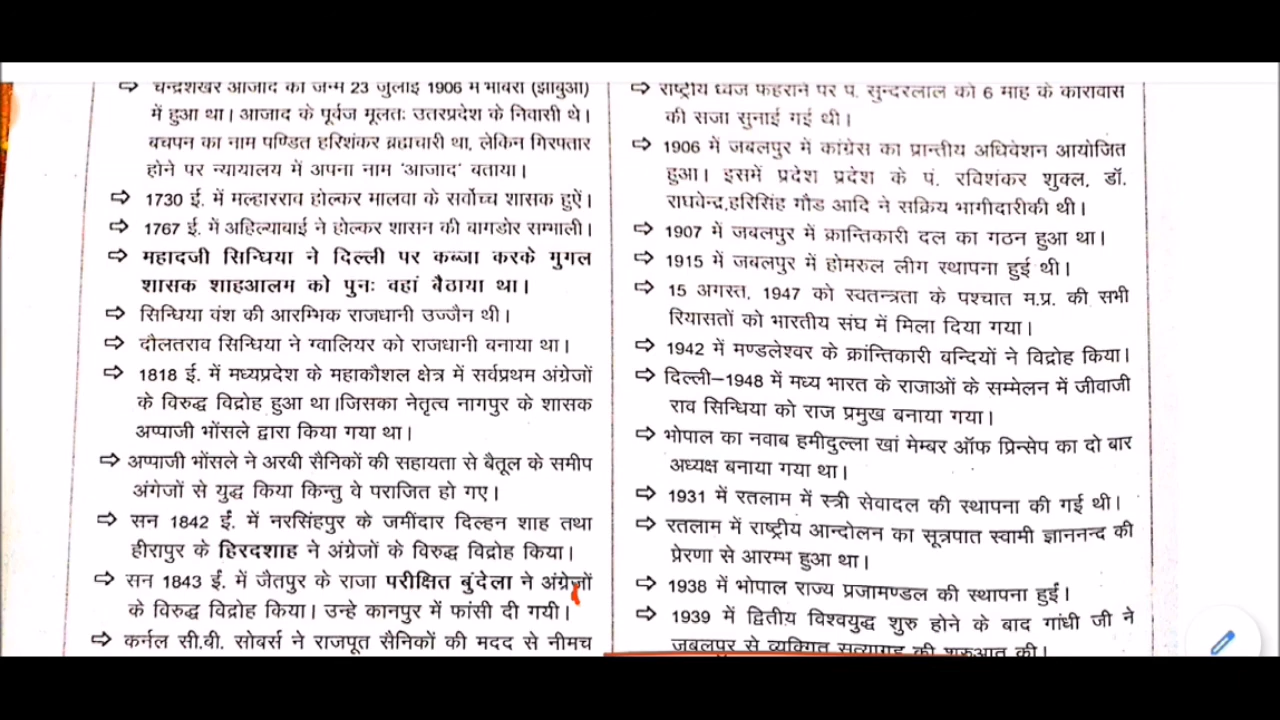 चन्द्रशेखर आजाद का जन्म 23 जुलाई 1906 में भाबरा (झाबुआ)
में हुआ था। आजाद के पूर्वज मूलतः उत्तरप्रदेश के निवासी थे।
बचपन का नाम पण्डित हरिशंकर ब्रह्मचारी था, लेकिन गिरफ्तार
होने पर न्यायालय में अपना नाम 'आजाद' बताया।
⇨ 1730 ई. में मल्हारराव होल्कर मालवा के सर्वोच्च शासक हुऐं।
⇨ 1767 ई. में अहिल्याबाई ने होल्कर शासन की बागडोर सम्भाली।
⇨ महादजी सिन्धिया ने दिल्ली पर कब्जा करके मुगल
शासक शाहआलम को पुनः वहां बैठाया था।
⇨ सिन्धिया वंश की आरम्भिक राजधानी उज्जैन थी।
⇨ दौलतराव सिन्धिया ने ग्वालियर को राजधानी बनाया था।
⇨ 1818 ई. में मध्यप्रदेश के महाकौशल क्षेत्र में सर्वप्रथम अंग्रेजों
के विरुद्ध विद्रोह हुआ था।जिसका नेतृत्व नागपुर के शासक
अप्पाजी भोंसले द्वारा किया गया था।
⇨ अप्पाजी भोंसले ने अरबी सैनिकों की सहायता से बैतूल के समीप
अंगेजों से युद्ध किया किन्तु वे पराजित हो गए।
⇨ सन 1842 ईं. में नरसिंहपुर के जमींदार दिल्हन शाह तथा
हीरापुर के हिरदशाह ने अंग्रेजों के विरुद्ध विद्रोह किया।
⇨ सन 1843 ईं. में जैतपुर के राजा परीक्षित बुंदेला ने अंग्रेजों
के विरुद्ध विद्रोह किया। उन्हे कानपुर में फांसी दी गयी।
⇨ कर्नल सी.बी. सोबर्स ने राजपूत सैनिकों की मदद से नीमच
⇨ राष्ट्रीय ध्वज फहराने पर पं. सुन्दरलाल को 6 माह के कारावास
की सजा सुनाई गई थी।
⇨ 1906 में जबलपुर में कांग्रेस का प्रान्तीय अधिवेशन आयोजित
हुआ। इसमें प्रदेश प्रदेश के पं. रविशंकर शुक्ल, डॉ.
राघवेन्द्र,हरिसिंह गौड आदि ने सक्रिय भागीदारीकी थी।
⇨ 1907 में जबलपुर में क्रान्तिकारी दल का गठन हुआ था।
⇨ 1915 में जबलपुर में होमरुल लीग स्थापना हुई थी।
⇨ 15 अगस्त, 1947 को स्वतन्त्रता के पश्चात म.प्र. की सभी
रियासतों को भारतीय संघ में मिला दिया गया।
⇨ 1942 में मण्डलेश्वर के क्रांन्तिकारी बन्दियों ने विद्रोह किया।
⇨ दिल्ली–1948 में मध्य भारत के राजाओं के सम्मेलन में जीवाजी
राव सिन्धिया को राज प्रमुख बनाया गया।
⇨ भोपाल का नवाब हमीदुल्ला खां मेम्बर ऑफ प्रिन्सेप का दो बार
अध्यक्ष बनाया गया था।
⇨ 1931 में रतलाम में स्त्री सेवादल की स्थापना की गई थी।
⇨ रतलाम में राष्ट्रीय आन्दोलन का सूत्रपात स्वामी ज्ञाननन्द की
प्रेरणा से आरम्भ हुआ था।
⇨ 1938 में भोपाल राज्य प्रजामण्डल की स्थापना हुईं।
⇨ 1939 में द्वितीय विश्वयुद्ध शुरु होने के बाद गांधी जी ने
जबलपुर से व्यक्गित सत्याग्रह की शुरुआत की।